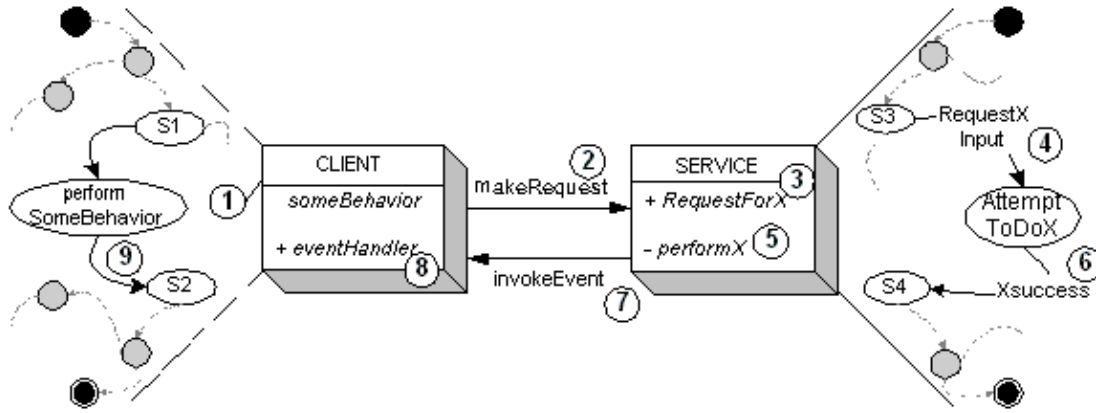 S1
perform
SomeBehavior
9
S2
1
CLIENT
someBehavior
+ eventHandler
8
2
makeRequest
invokeEvent
7
SERVICE
3
+ RequestForX
- performX
5
S3
RequestX
Input
4
Attempt
ToDoX
6
S4
Xsuccess